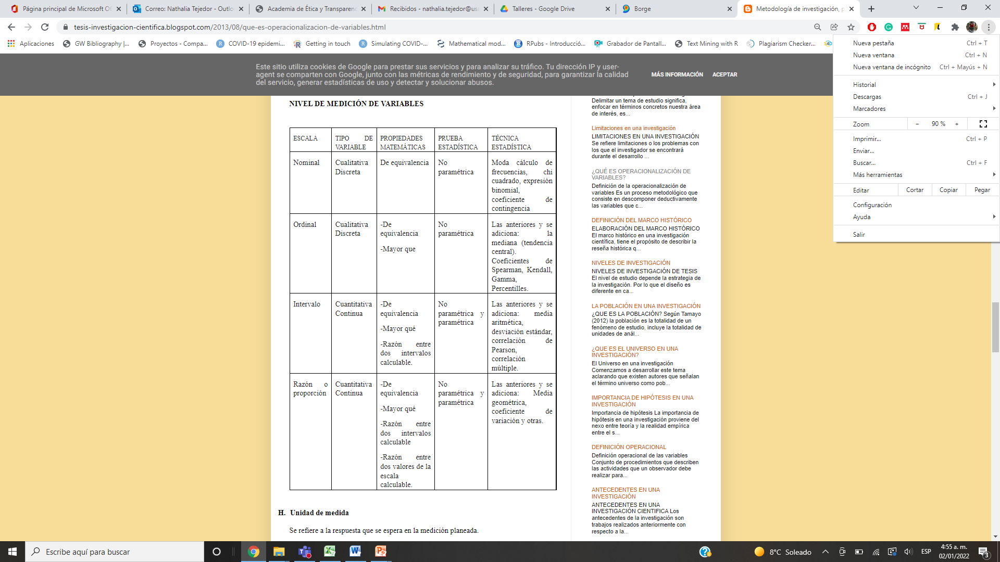 Página principal de Microsoft Of
Correo: Nathalia Tejedor - Outlo
Academia de Ética y Transparenc
Recibidos - nathalia.tejedor@usa
Talleres - Google Drive
Borge
Metodología de investigación, p
tesis-investigacion-cientifica.blogspot.com/2013/08/que-es-operacionalizacion-de-variables.html
Aplicaciones
GW Bibliography |...
Proyectos - Compa...
COVID-19 epidemi...
Getting in touch
Simulating COVID-...
Mathematical mod...
RPubs - Introducció...
Grabador de Pantall...
Text Mining with R
Plagiarism Checker...
Nueva pestaña Ctrl + T
Nueva ventana Ctrl + N
Nueva ventana de incógnito Ctrl + Mayús + N
Historial
Descargas Ctrl + J
Marcadores
Zoom − 90 % +
Imprimir... Ctrl + P
Enviar...
Buscar... Ctrl + F
Más herramientas
Editar Cortar Copiar Pegar
Configuración
Ayuda
Salir
Este sitio utiliza cookies de Google para prestar sus servicios y para analizar su tráfico. Tu dirección IP y user-
agent se comparten con Google, junto con las métricas de rendimiento y de seguridad, para garantizar la calidad
del servicio, generar estadísticas de uso y detectar y solucionar abusos.
MÁS INFORMACIÓN ACEPTAR
NIVEL DE MEDICIÓN DE VARIABLES
ESCALA
TIPO DE
VARIABLE
PROPIEDADES
MATEMÁTICAS
PRUEBA
ESTADÍSTICA
TÉCNICA
ESTADÍSTICA
Nominal
Cualitativa
Discreta
De equivalencia
No
paramétrica
Moda cálculo de
frecuencias, chi
cuadrado, expresión
binomial,
coeficiente de
contingencia
Ordinal
Cualitativa
Discreta
-De
equivalencia
-Mayor que
No
paramétrica
Las anteriores y se
adiciona: la
mediana (tendencia
central).
Coeficientes de
Spearman, Kendall,
Gamma,
Percentilles.
Intervalo
Cuantitativa
Continua
-De
equivalencia
-Mayor qué
-Razón entre
dos intervalos
calculable.
No
paramétrica y
paramétrica
Las anteriores y se
adiciona: media
aritmética,
desviación estándar,
correlación de
Pearson,
correlación
múltiple.
Razón o
proporción
Cuantitativa
Continua
-De
equivalencia
-Mayor qué
-Razón entre
dos intervalos
calculable
-Razón entre
dos valores de la
escala
calculable.
No
paramétrica y
paramétrica
Las anteriores y se
adiciona: Media
geométrica,
coeficiente de
variación y otras.
H. Unidad de medida
Se refiere a la respuesta que se espera en la medición planeada.
Delimitar un tema de estudio significa,
enfocar en términos concretos nuestra área
de interés, es...
Limitaciones en una investigación
LIMITACIONES EN UNA INVESTIGACIÓN
Se refiere limitaciones o los problemas con
los que el investigador se encontrará
durante el desarrollo ...
¿QUÉ ES OPERACIONALIZACIÓN DE
VARIABLES?
Definición de la operacionalización de
variables Es un proceso metodológico que
consiste en descomponer deductivamente
las variables que c...
DEFINICIÓN DEL MARCO HISTÓRICO
ELABORACIÓN DEL MARCO HISTÓRICO
El marco histórico en una investigación
científica, tiene el propósito de describir la
reseña histórica q...
NIVELES DE INVESTIGACIÓN
NIVELES DE INVESTIGACIÓN DE TESIS
El nivel de estudio depende la estrategia de
la investigación. Por lo que el diseño es
diferente en ca...
LA POBLACIÓN EN UNA INVESTIGACIÓN
¿QUE ES LA POBLACIÓN? Según Tamayo
(2012) la población es la totalidad de un
fenómeno de estudio, incluye la totalidad de
unidades de anál...
¿QUE ES EL UNIVERSO EN UNA
INVESTIGACIÓN?
El Universo en una investigación
Comenzamos a desarrollar este tema
aclarando que existen autores que señalan
el término universo como pob...
IMPORTANCIA DE HIPÓTESIS EN UNA
INVESTIGACIÓN
Importancia de hipótesis La importancia de
hipótesis en una investigación proviene del
nexo entre teoría y la realidad empírica
entre el s...
DEFINICIÓN OPERACIONAL
Definición operacional de las variables
Conjunto de procedimientos que describen
las actividades que un observador debe
realizar para...
ANTECEDENTES EN UNA
INVESTIGACIÓN
ANTECEDENTES EN UNA
INVESTIGACIÓN CIENTIFICA Los
antecedentes de la investigación son
trabajos realizados anteriormente con
respecto a la...
Escribe aquí para buscar
8°C Soleado
ESP
4:55 a. m.
02/01/2022
3